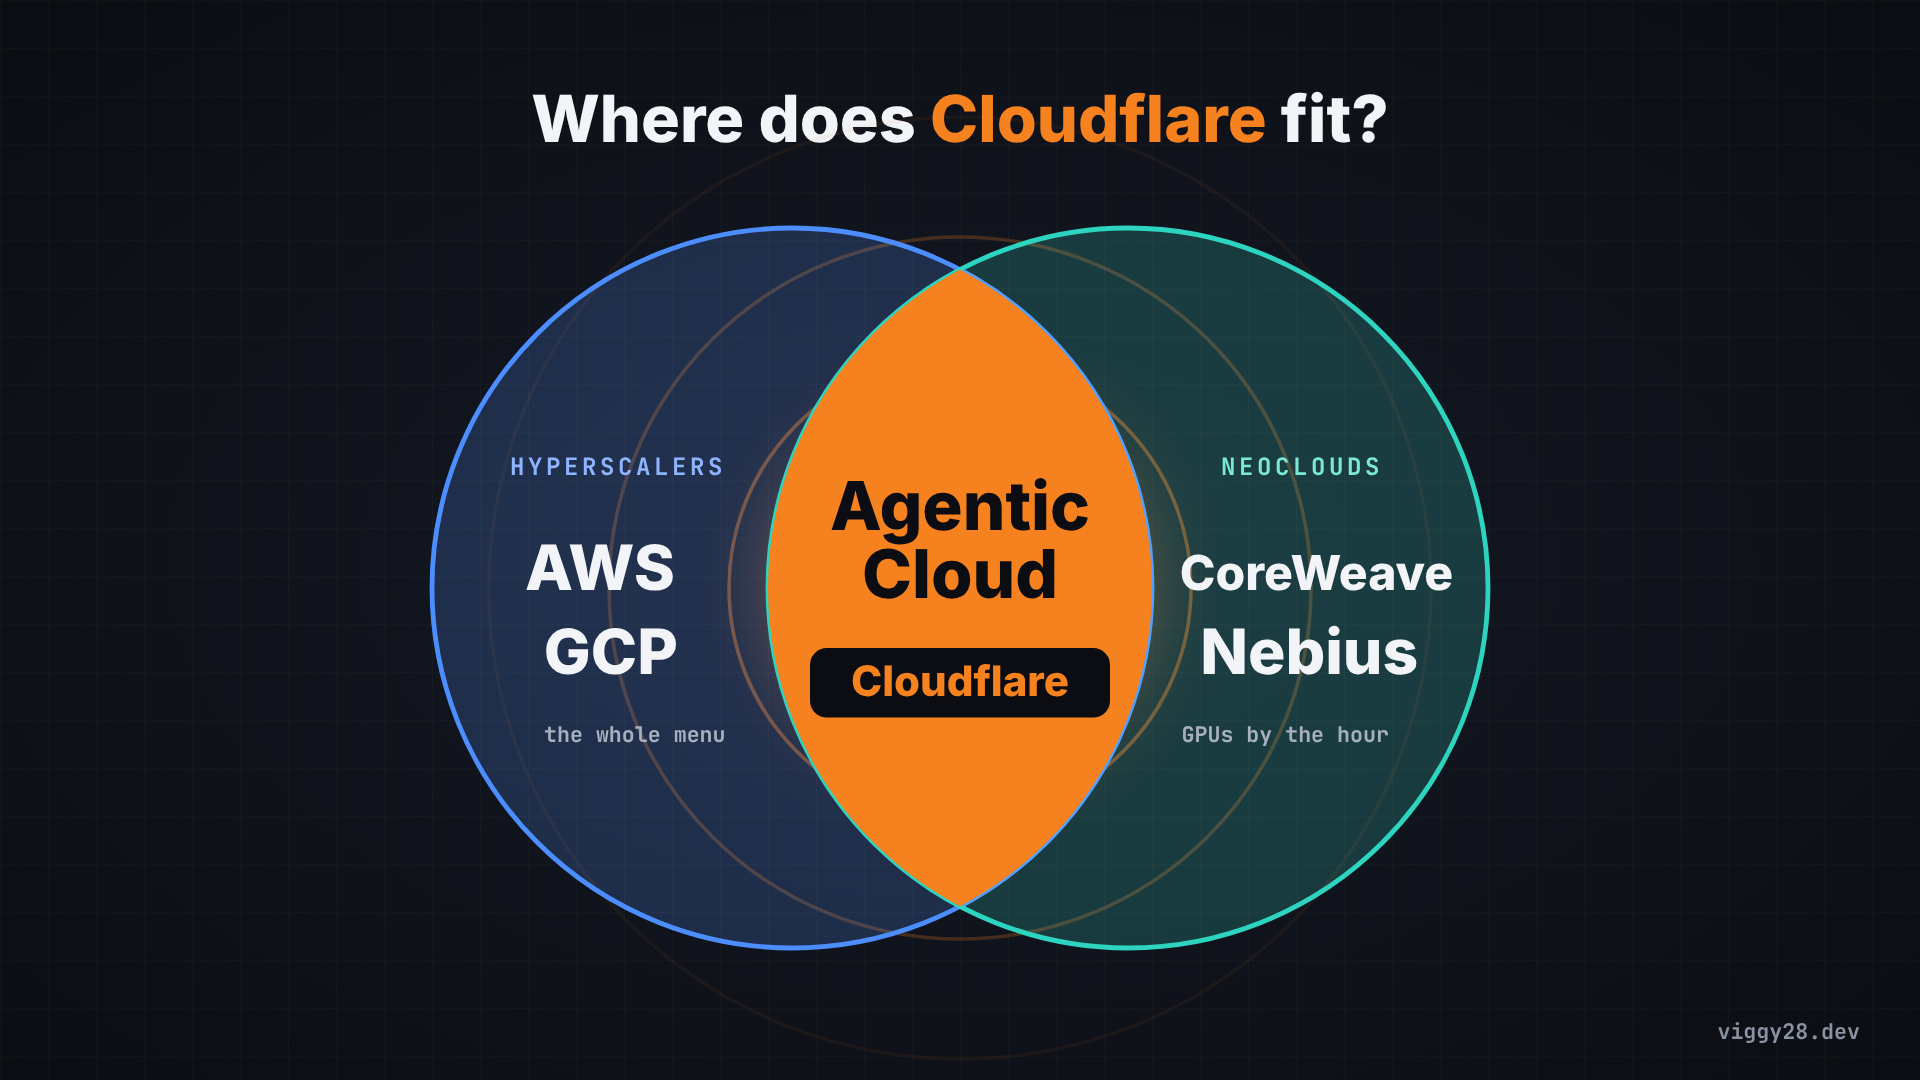 Where does Cloudflare fit?
HYPERSCALERS
AWS
GCP
the whole menu
Agentic
Cloud
Cloudflare
NEOCLOUDS
CoreWeave
Nebius
GPUs by the hour
viggy28.dev